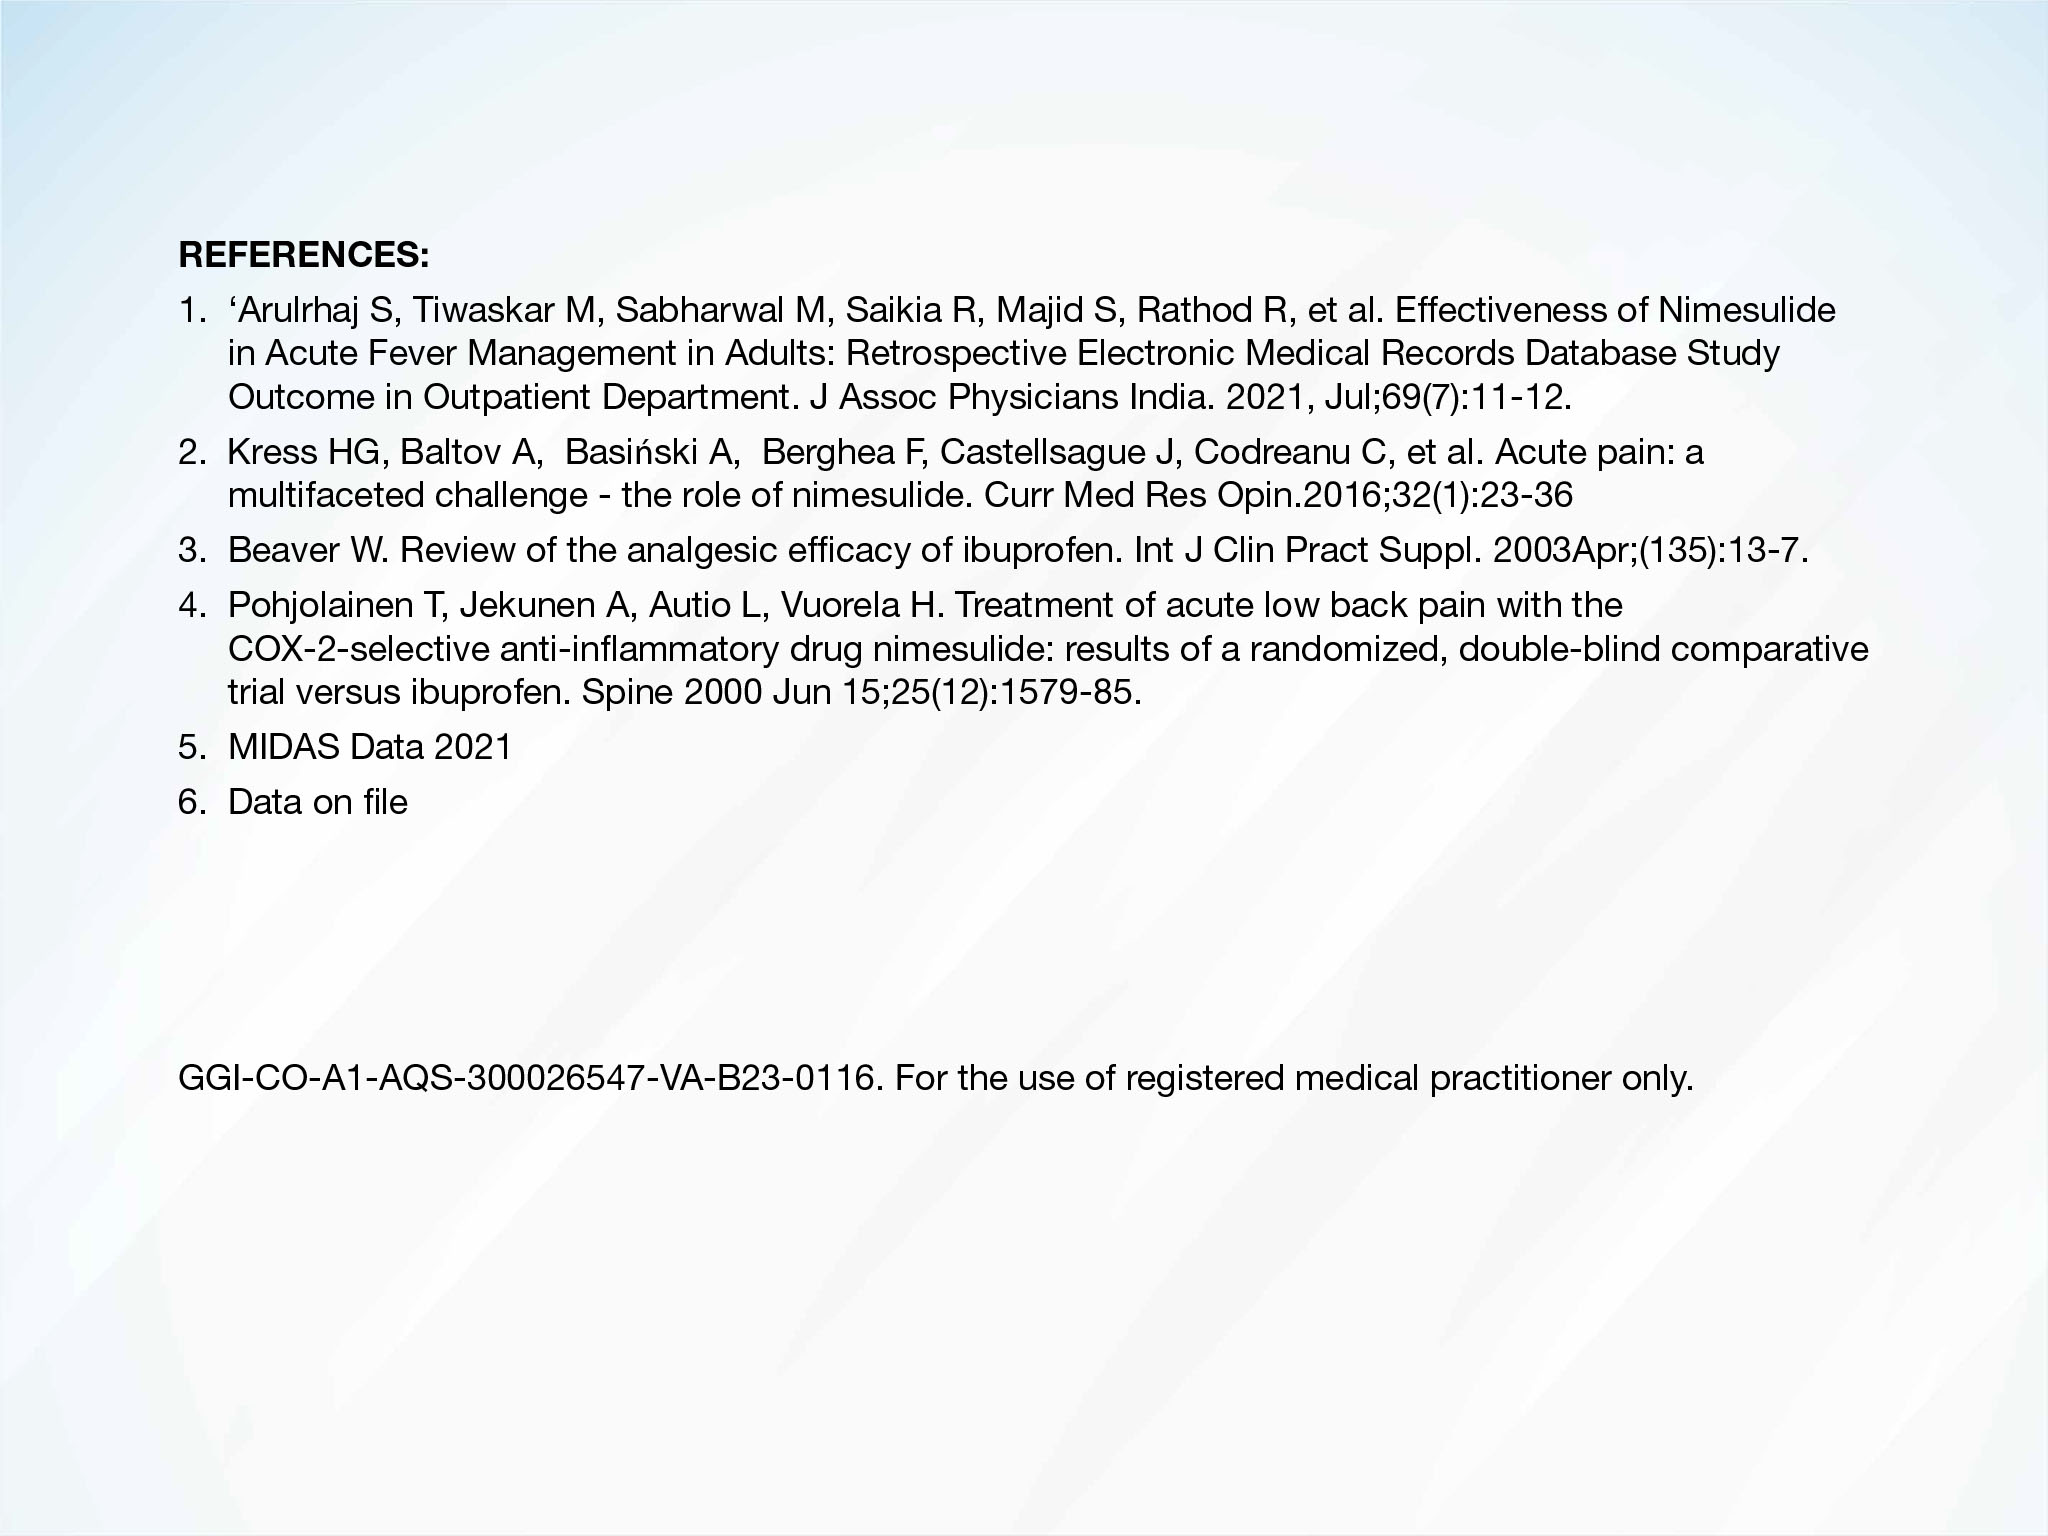 REFERENCES:
1. ‘Arulrhaj S, Tiwaskar M, Sabharwal M, Saikia R, Majid S, Rathod R, et al. Effectiveness of Nimesulide
in Acute Fever Management in Adults: Retrospective Electronic Medical Records Database Study
Outcome in Outpatient Department. J Assoc Physicians India. 2021, Jul;69(7):11-12.
2. Kress HG, Baltov A,  Basiński A,  Berghea F, Castellsague J, Codreanu C, et al. Acute pain: a
multifaceted challenge - the role of nimesulide. Curr Med Res Opin.2016;32(1):23-36
3. Beaver W. Review of the analgesic efficacy of ibuprofen. Int J Clin Pract Suppl. 2003Apr;(135):13-7.
4. Pohjolainen T, Jekunen A, Autio L, Vuorela H. Treatment of acute low back pain with the
COX-2-selective anti-inflammatory drug nimesulide: results of a randomized, double-blind comparative
trial versus ibuprofen. Spine 2000 Jun 15;25(12):1579-85.
5. MIDAS Data 2021
6. Data on file
GGI-CO-A1-AQS-300026547-VA-B23-0116. For the use of registered medical practitioner only.